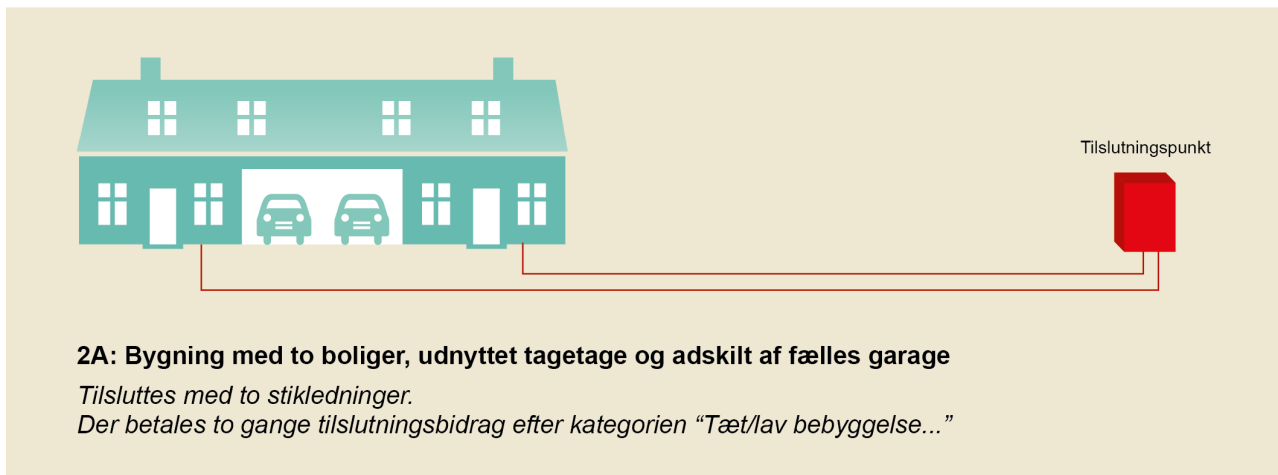 Tilslutningspunkt
2A: Bygning med to boliger, udnyttet tagetage og adskilt af fælles garage
Tilsluttes med to stikledninger.
Der betales to gange tilslutningsbidrag efter kategorien “Tæt/lav bebyggelse...”